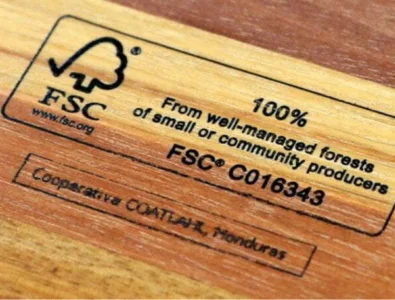 FSC®
www.fsc.org
100%
From well-managed forests
of small or community producers
FSC® C016343
Cooperativa COATLAHL, Honduras